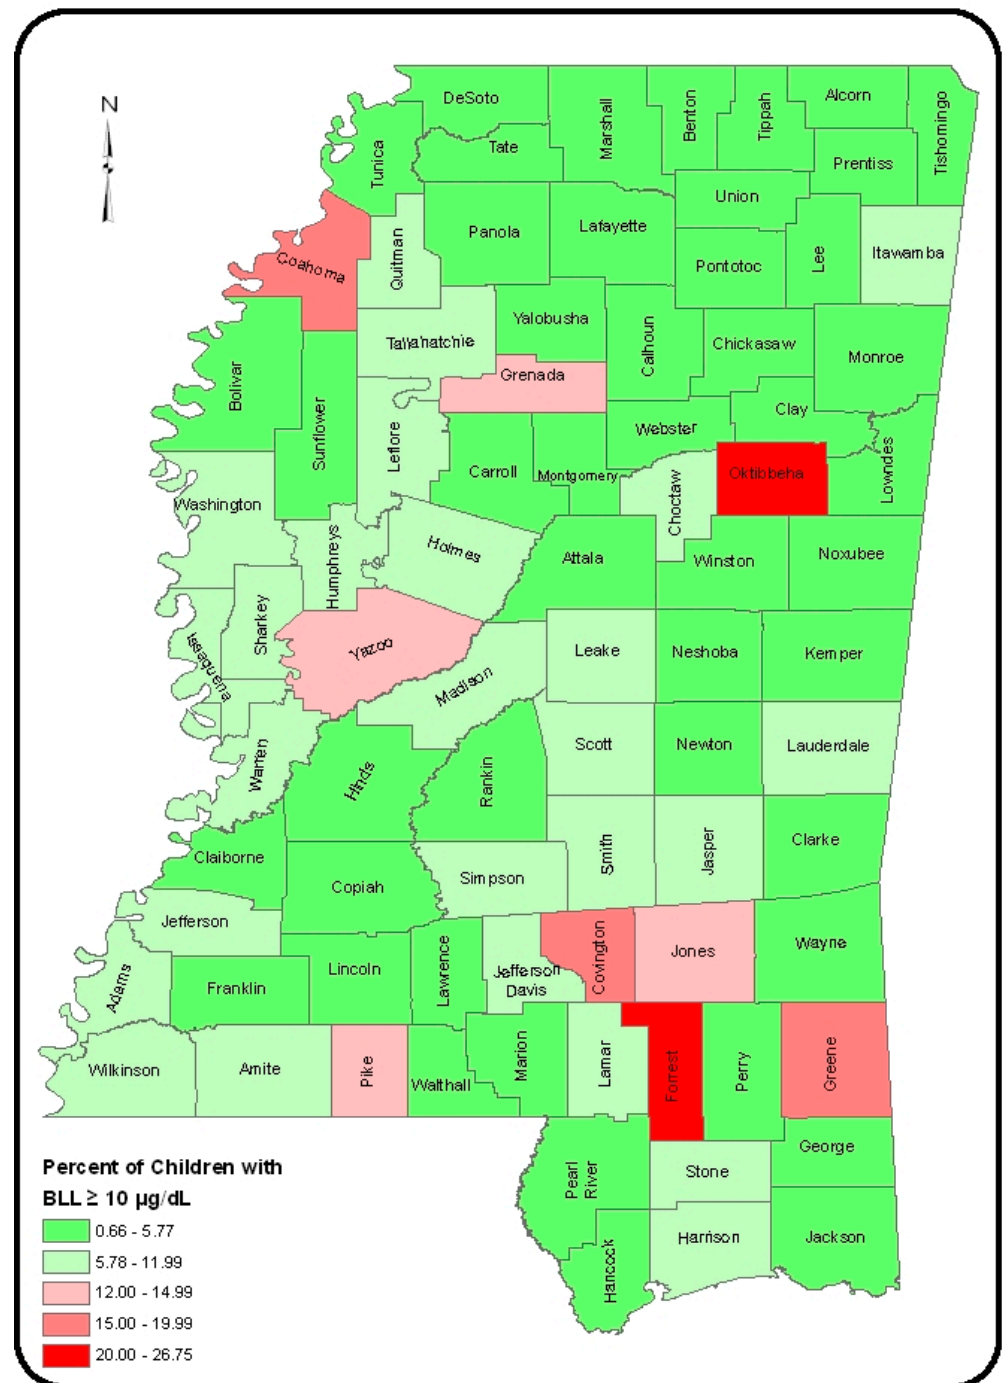 N
DeSoto
Marshall
Benton
Tippah
Alcorn
Tishomingo
Tunica
Tate
Prentiss
Union
Panola
Lafayette
Pontotoc
Lee
Itawamba
Coahoma
Quitman
Tallahatchie
Yalobusha
Calhoun
Chickasaw
Monroe
Grenada
Bolivar
Sunflower
Leflore
Clay
Webster
Carroll
Montgomery
Choctaw
Oktibbeha
Lowndes
Washington
Humphreys
Holmes
Attala
Winston
Noxubee
Sharkey
Issaquena
Yazoo
Madison
Leake
Neshoba
Kemper
Warren
Hinds
Rankin
Scott
Newton
Lauderdale
Claiborne
Copiah
Simpson
Smith
Jasper
Clarke
Jefferson
Adams
Franklin
Lincoln
Lawrence
Jefferson
Davis
Covington
Jones
Wayne
Wilkinson
Amite
Pike
Walthall
Marion
Lamar
Forrest
Perry
Greene
Pearl
River
Stone
George
Hancock
Harrison
Jackson
Percent of Children with
BLL ≥ 10 µg/dL
0.66 - 5.77
5.78 - 11.99
12.00 - 14.99
15.00 - 19.99
20.00 - 26.75